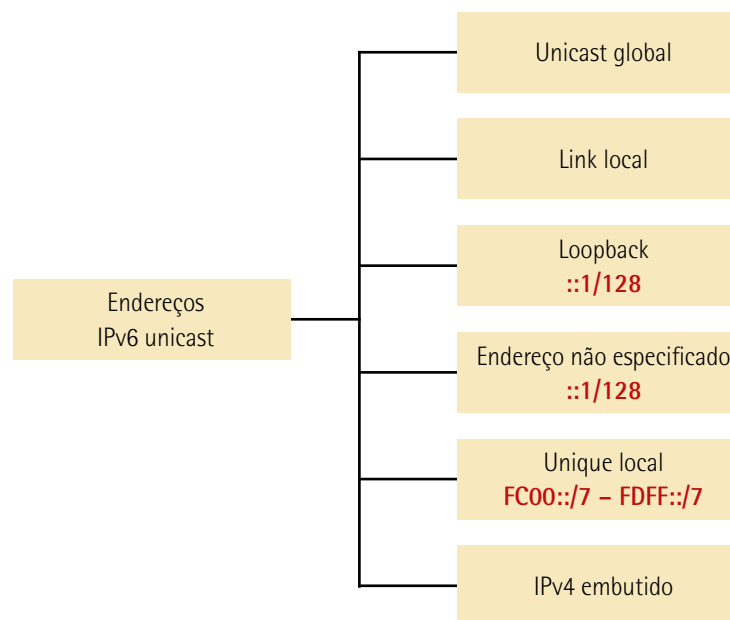 Unicast global
Link local
Loopback
::1/128
Endereços
IPv6 unicast
Endereço não especificado
::1/128
Unique local
FC00::/7 – FDFF::/7
IPv4 embutido